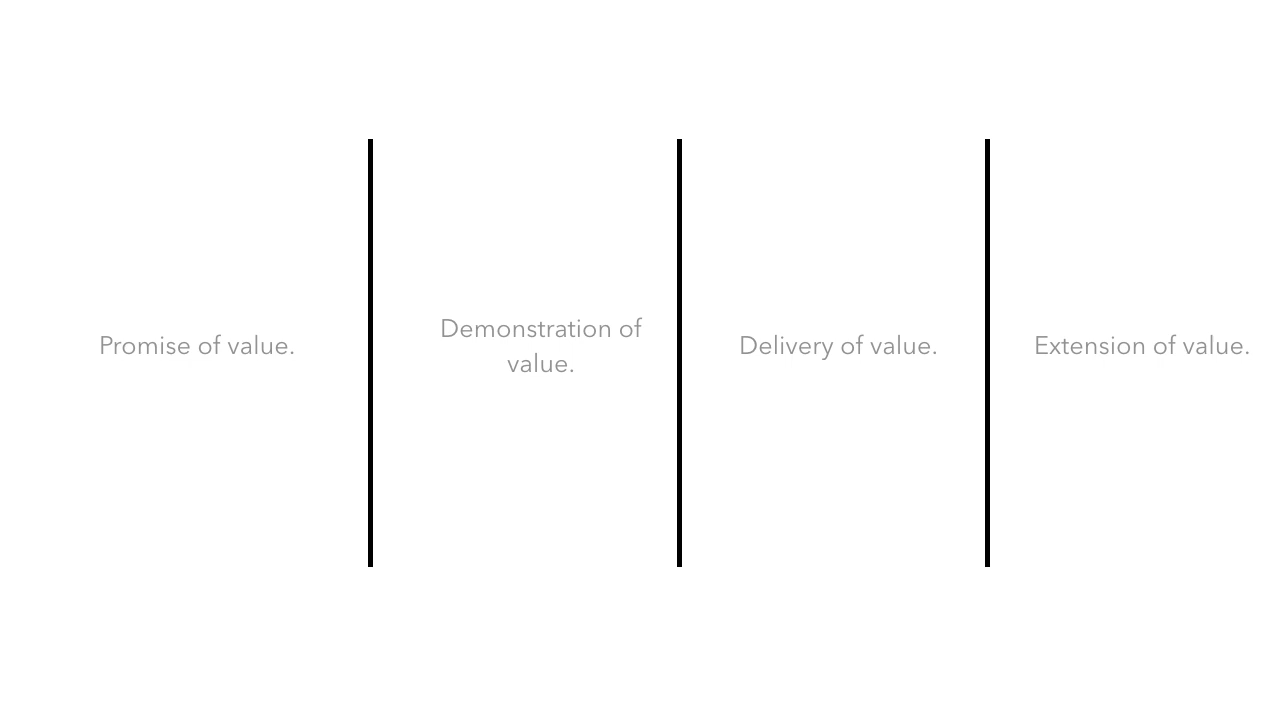 Promise of value.
Demonstration of
value.
Delivery of value.
Extension of value.